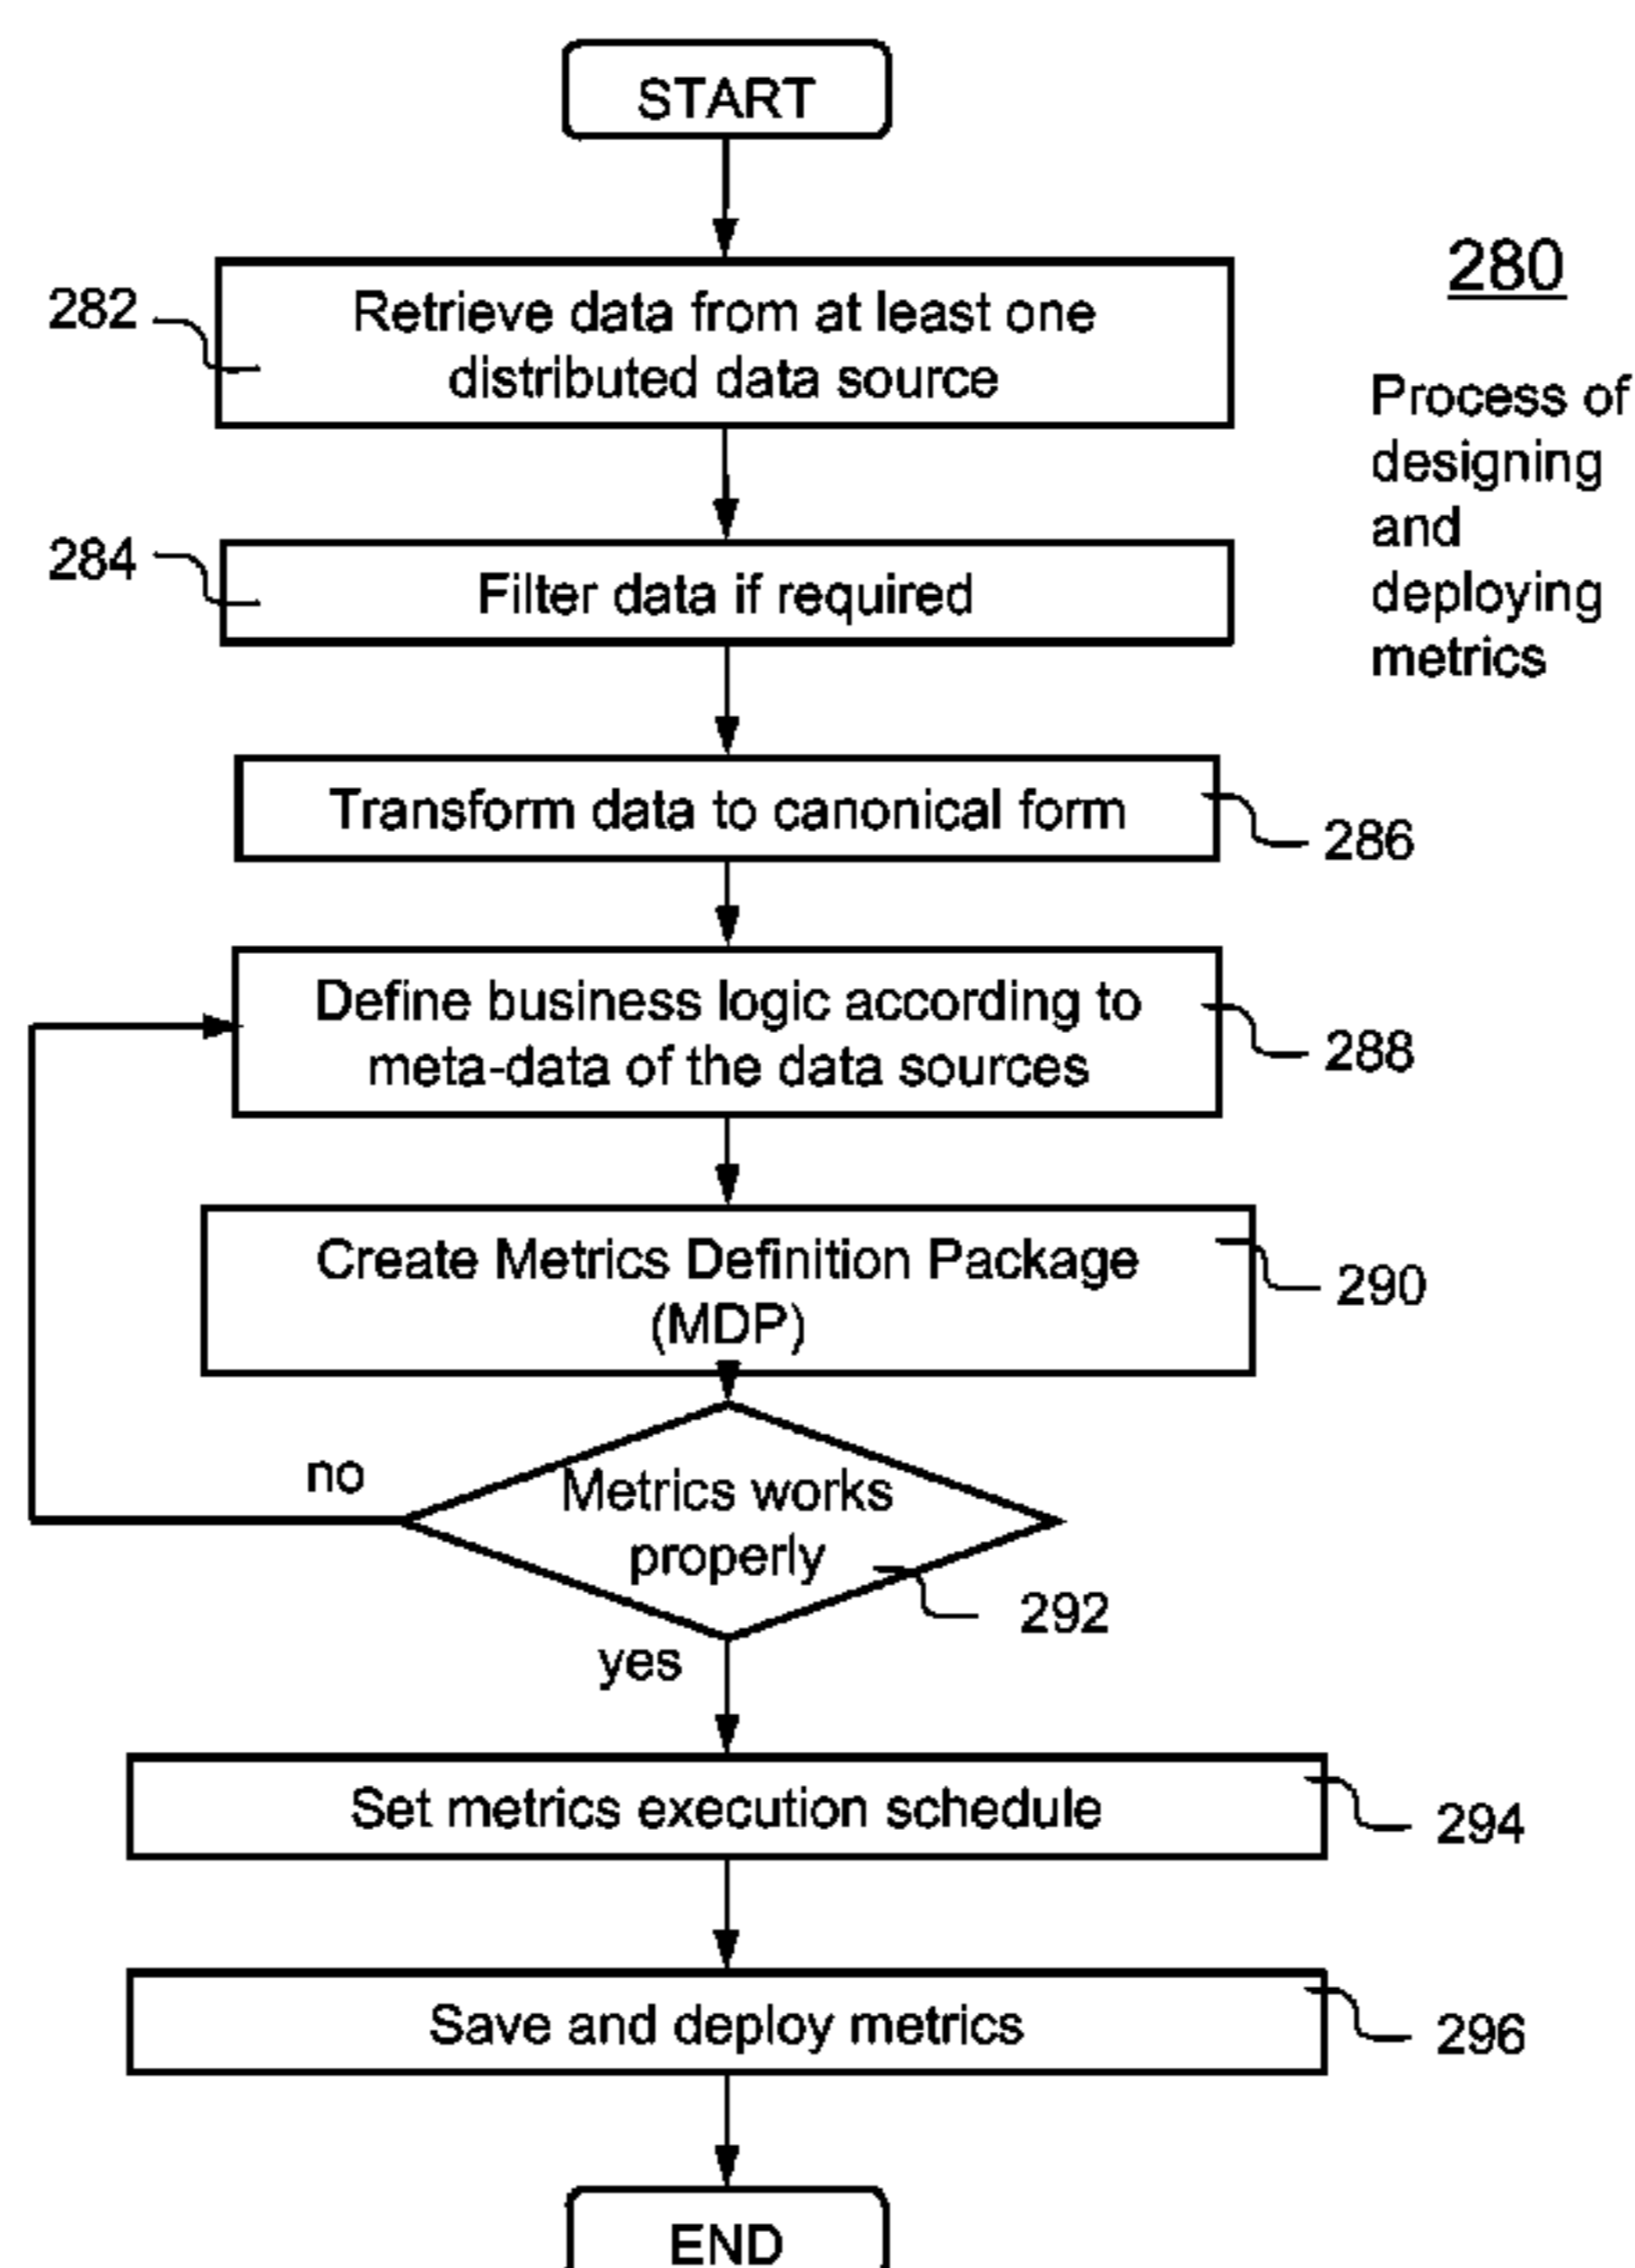 START
280
282
Retrieve data from at least one
distributed data source
Process of
designing
and
deploying
metrics
284
Filter data if required
Transform data to canonical form
286
Define business logic according to
meta-data of the data sources
288
Create Metrics Definition Package
(MDP)
290
no
Metrics works
properly
292
yes
Set metrics execution schedule
294
Save and deploy metrics
296
END